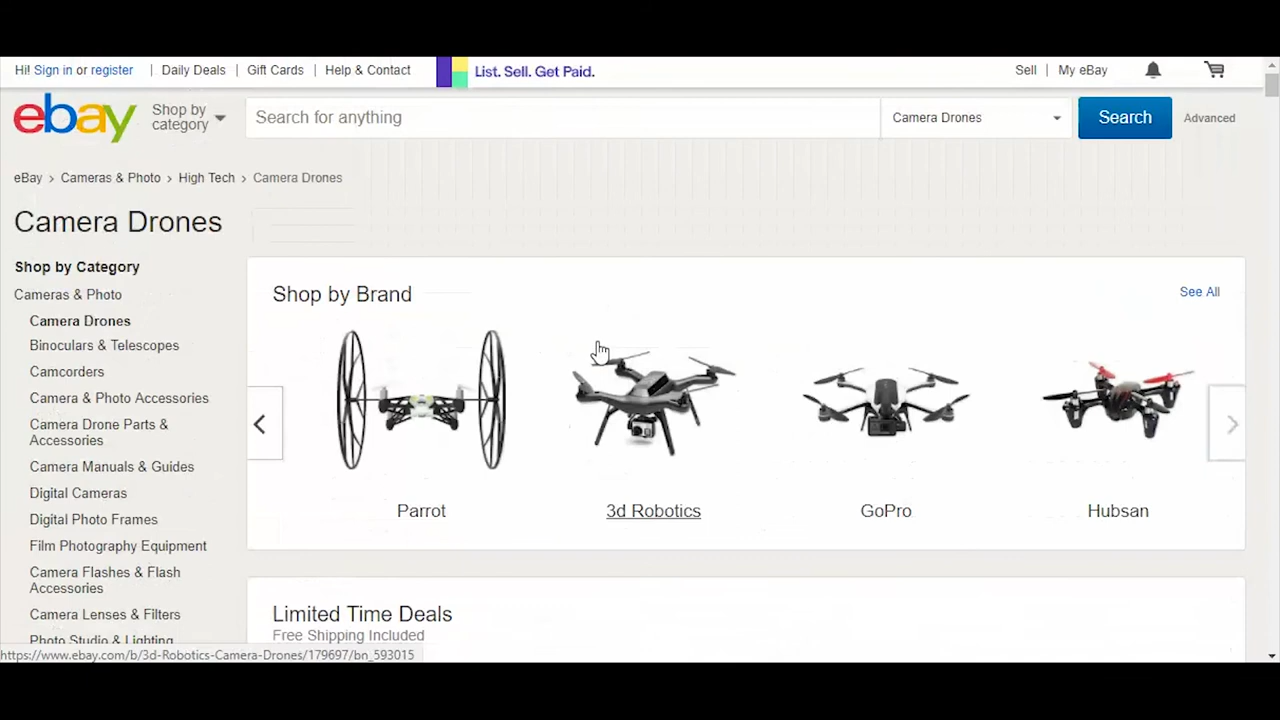 Hi! Sign in or register | Daily Deals | Gift Cards | Help & Contact
List. Sell. Get Paid.
Sell | My eBay
ebay
Shop by
category
Search for anything
Camera Drones
Search
Advanced
eBay > Cameras & Photo > High Tech > Camera Drones
Camera Drones
Shop by Category
Cameras & Photo
Camera Drones
Binoculars & Telescopes
Camcorders
Camera & Photo Accessories
Camera Drone Parts &
Accessories
Camera Manuals & Guides
Digital Cameras
Digital Photo Frames
Film Photography Equipment
Camera Flashes & Flash
Accessories
Camera Lenses & Filters
Photo Studio & Lighting
Shop by Brand
See All
Parrot
3d Robotics
GoPro
Hubsan
Limited Time Deals
Free Shipping Included
https://www.ebay.com/b/3d-Robotics-Camera-Drones/179697/bn_593015